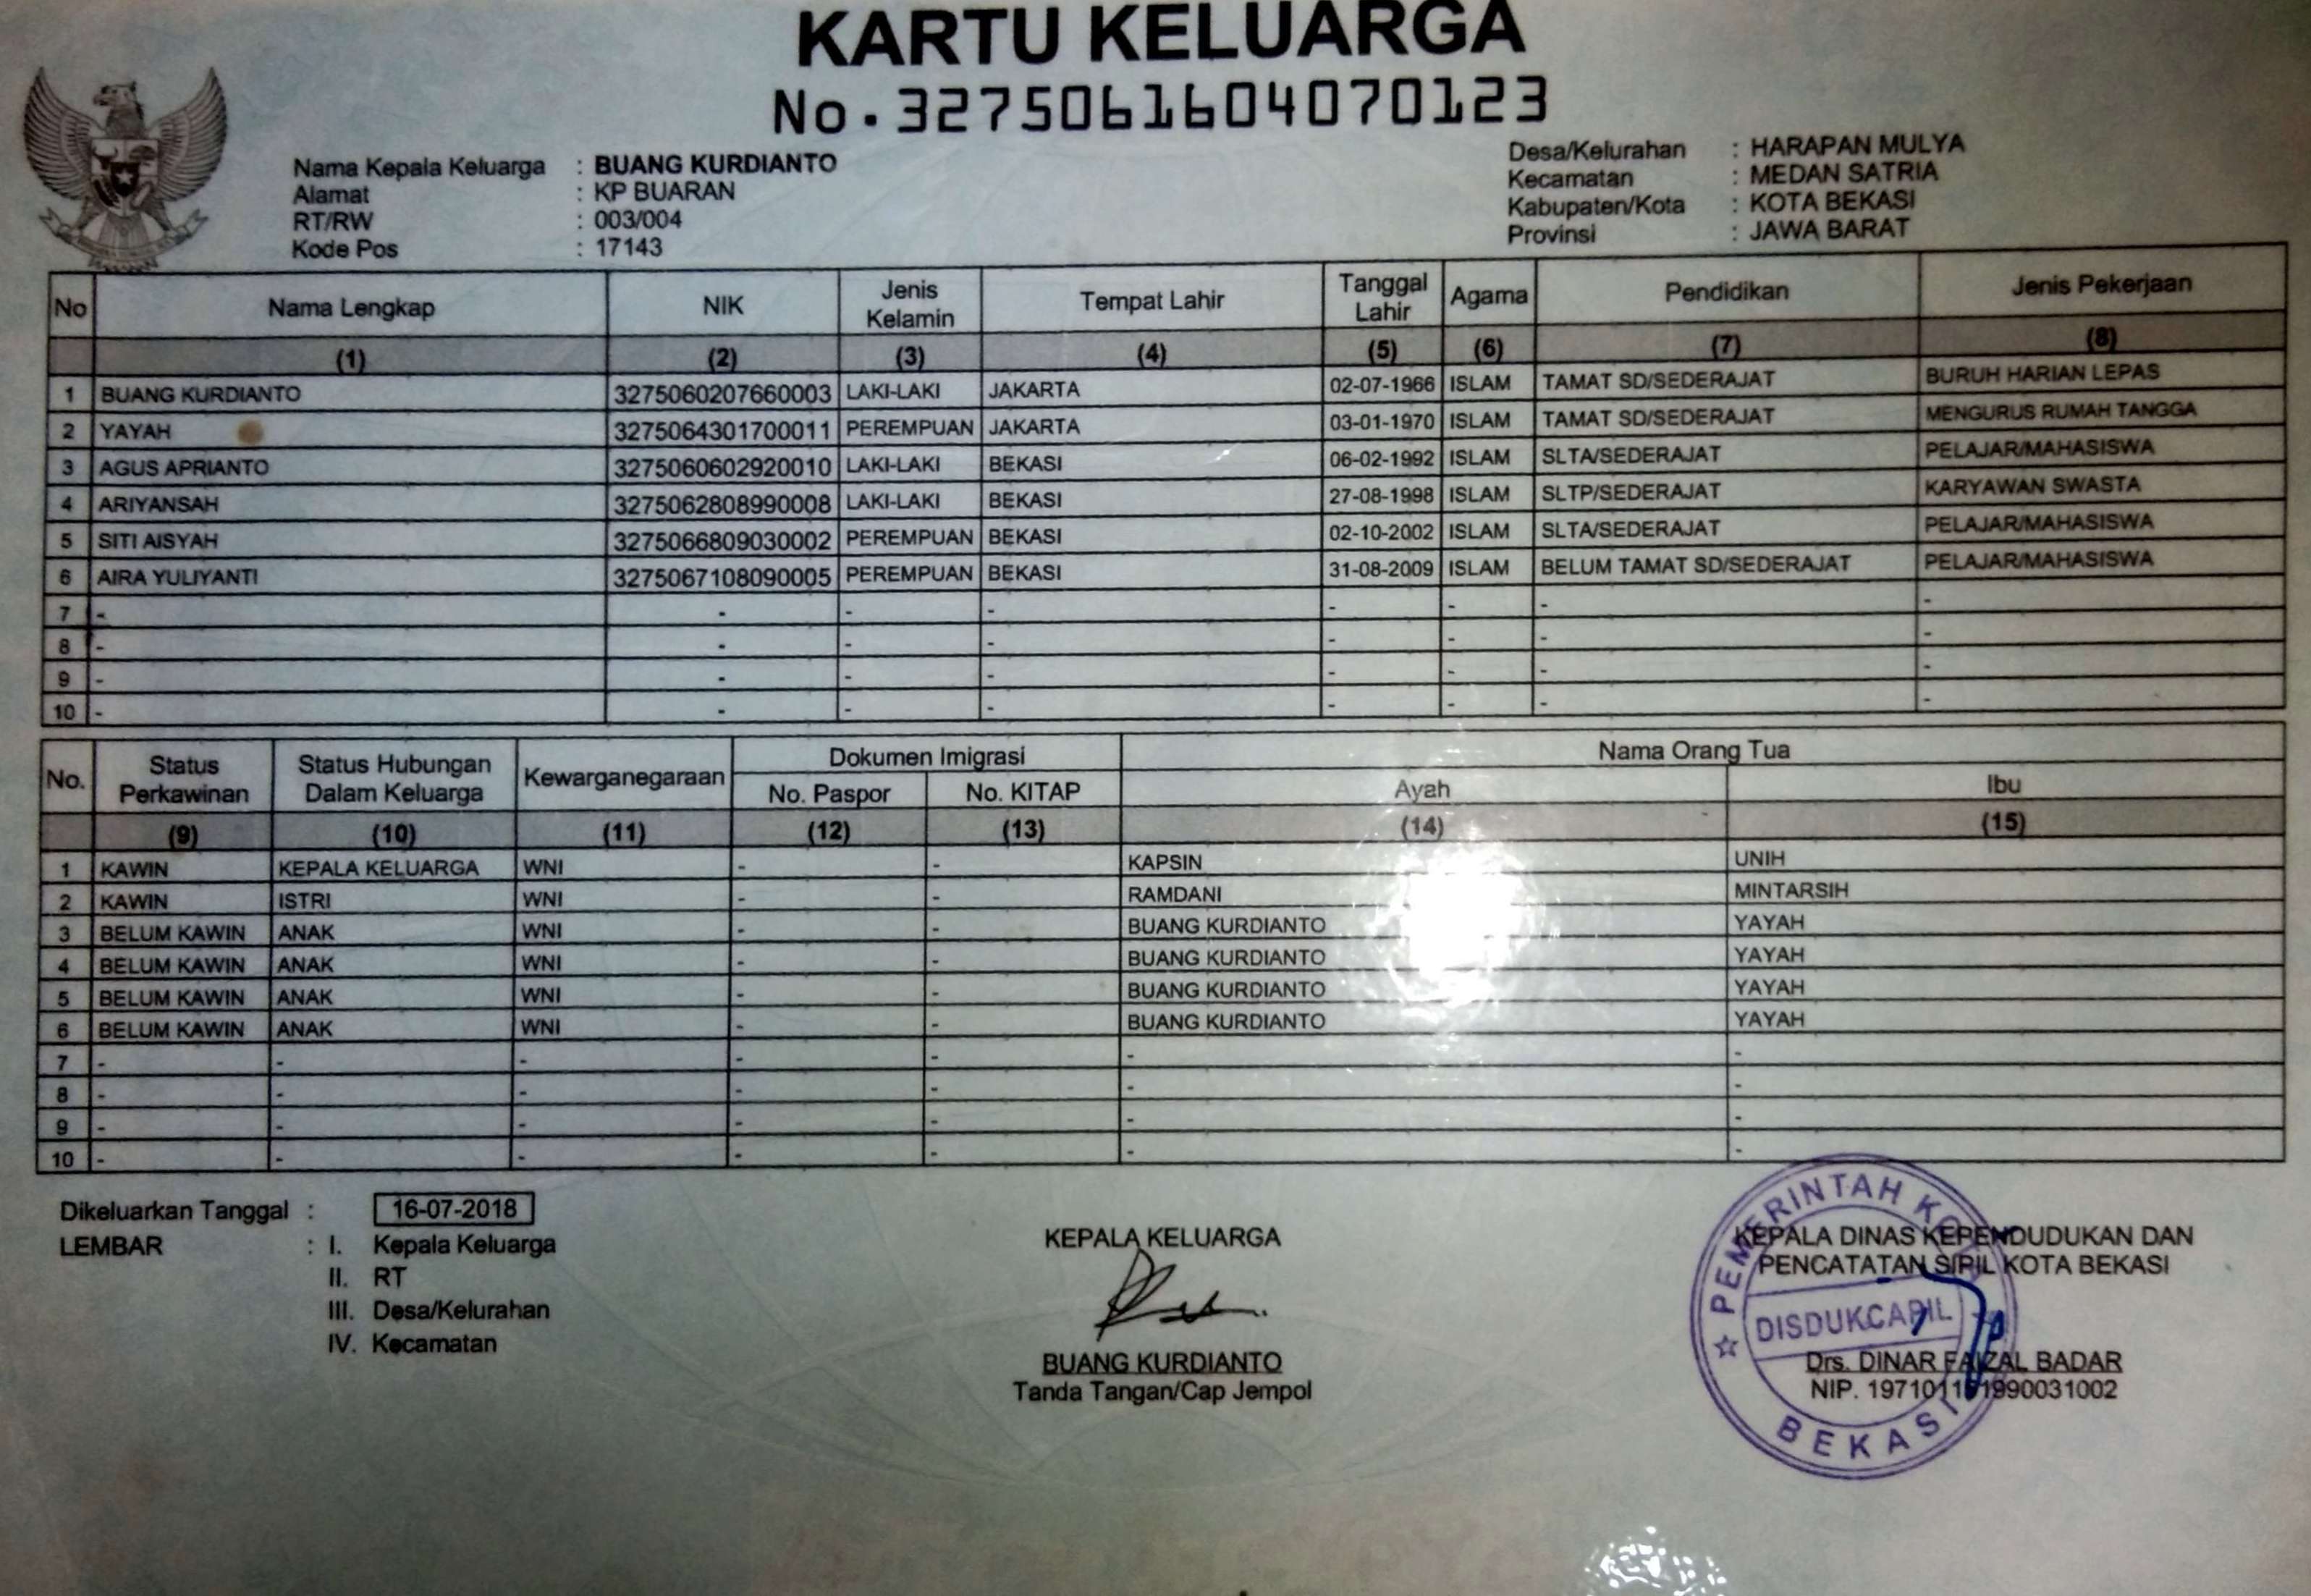 KARTU KELUARGA
No. 3275061604070123
Nama Kepala Keluarga : BUANG KURDIANTO
Alamat : KP BUARAN
RT/RW : 003/004
Kode Pos : 17143
Desa/Kelurahan : HARAPAN MULYA
Kecamatan : MEDAN SATRIA
Kabupaten/Kota : KOTA BEKASI
Provinsi : JAWA BARAT
No Nama Lengkap NIK Jenis Kelamin Tempat Lahir Tanggal Lahir Agama Pendidikan Jenis Pekerjaan
(1) (2) (3) (4) (5) (6) (7) (8)
1 BUANG KURDIANTO 3275060207660003 LAKI-LAKI JAKARTA 02-07-1966 ISLAM TAMAT SD/SEDERAJAT BURUH HARIAN LEPAS
2 YAYAH 3275064301700011 PEREMPUAN JAKARTA 03-01-1970 ISLAM TAMAT SD/SEDERAJAT MENGURUS RUMAH TANGGA
3 AGUS APRIANTO 3275060602920010 LAKI-LAKI BEKASI 06-02-1992 ISLAM SLTA/SEDERAJAT PELAJAR/MAHASISWA
4 ARIYANSAH 3275062808990008 LAKI-LAKI BEKASI 27-08-1998 ISLAM SLTP/SEDERAJAT KARYAWAN SWASTA
5 SITI AISYAH 3275066809030002 PEREMPUAN BEKASI 02-10-2002 ISLAM SLTA/SEDERAJAT PELAJAR/MAHASISWA
6 AIRA YULIYANTI 3275067108090005 PEREMPUAN BEKASI 31-08-2009 ISLAM BELUM TAMAT SD/SEDERAJAT PELAJAR/MAHASISWA
7 - - - - - - - -
8 - - - - - - - -
9 - - - - - - - -
10 - - - - - - - -
No. Status Perkawinan Status Hubungan Dalam Keluarga Kewarganegaraan Dokumen Imigrasi Nama Orang Tua
No. Paspor No. KITAP Ayah Ibu
(9) (10) (11) (12) (13) (14) (15)
1 KAWIN KEPALA KELUARGA WNI - - KAPSIN UNIH
2 KAWIN ISTRI WNI - - RAMDANI MINTARSIH
3 BELUM KAWIN ANAK WNI - - BUANG KURDIANTO YAYAH
4 BELUM KAWIN ANAK WNI - - BUANG KURDIANTO YAYAH
5 BELUM KAWIN ANAK WNI - - BUANG KURDIANTO YAYAH
6 BELUM KAWIN ANAK WNI - - BUANG KURDIANTO YAYAH
7 - - - - - - -
8 - - - - - - -
9 - - - - - - -
10 - - - - - - -
Dikeluarkan Tanggal : 16-07-2018
LEMBAR : I. Kepala Keluarga
II. RT
III. Desa/Kelurahan
IV. Kecamatan
KEPALA KELUARGA
BUANG KURDIANTO
Tanda Tangan/Cap Jempol
KEPALA DINAS KEPENDUDUKAN DAN
PENCATATAN SIPIL KOTA BEKASI
Drs. DINAR FAIZAL BADAR
NIP.
PEMERINTAH KOTA
DISDUKCAPIL
BEKASI